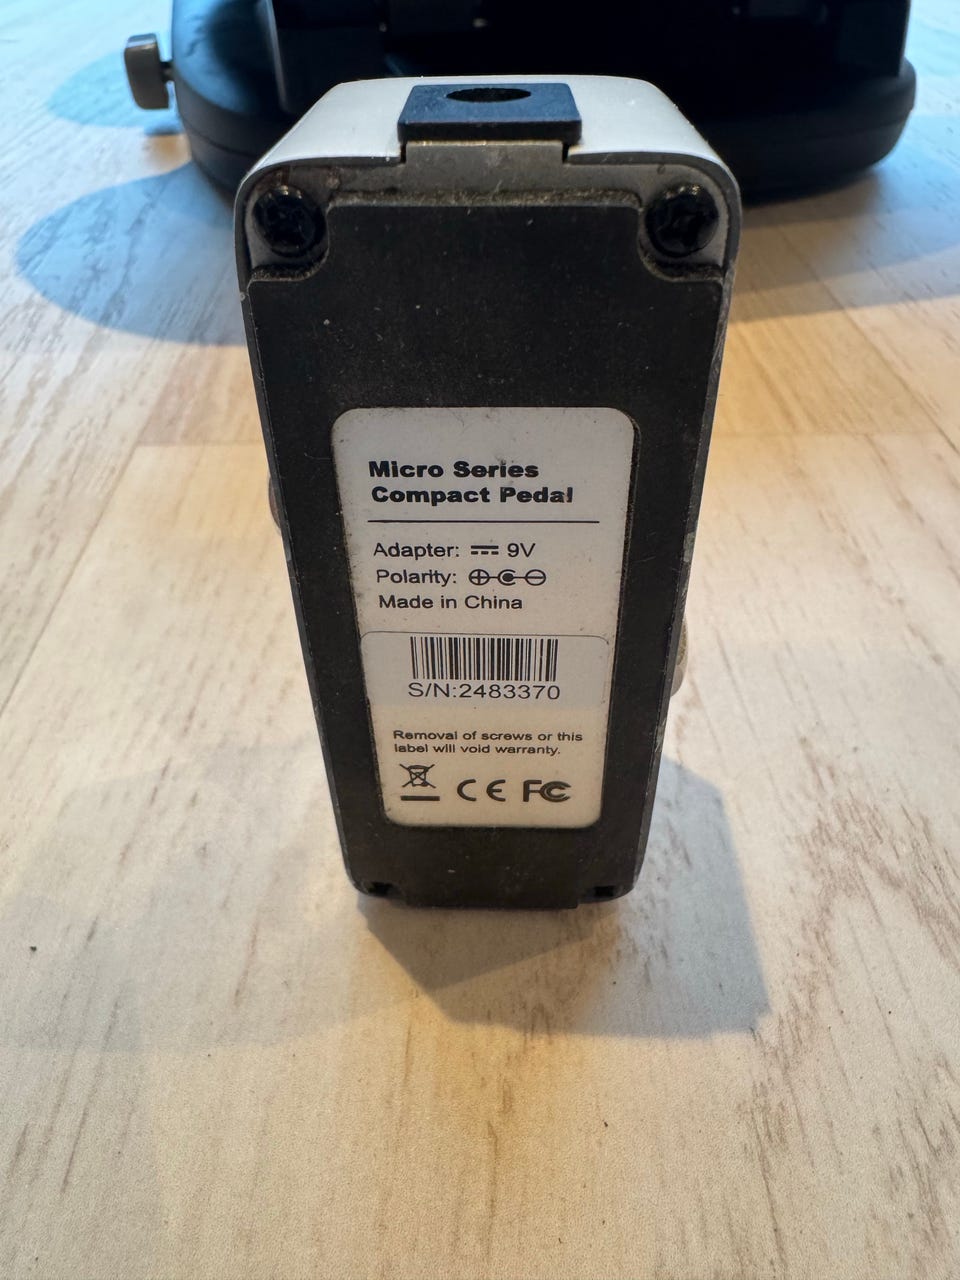 Micro Series
Compact Pedal
Adapter: 9V
Polarity:
Made in China
S/N:2483370
Removal of screws or this
label will void warranty.
CE FC